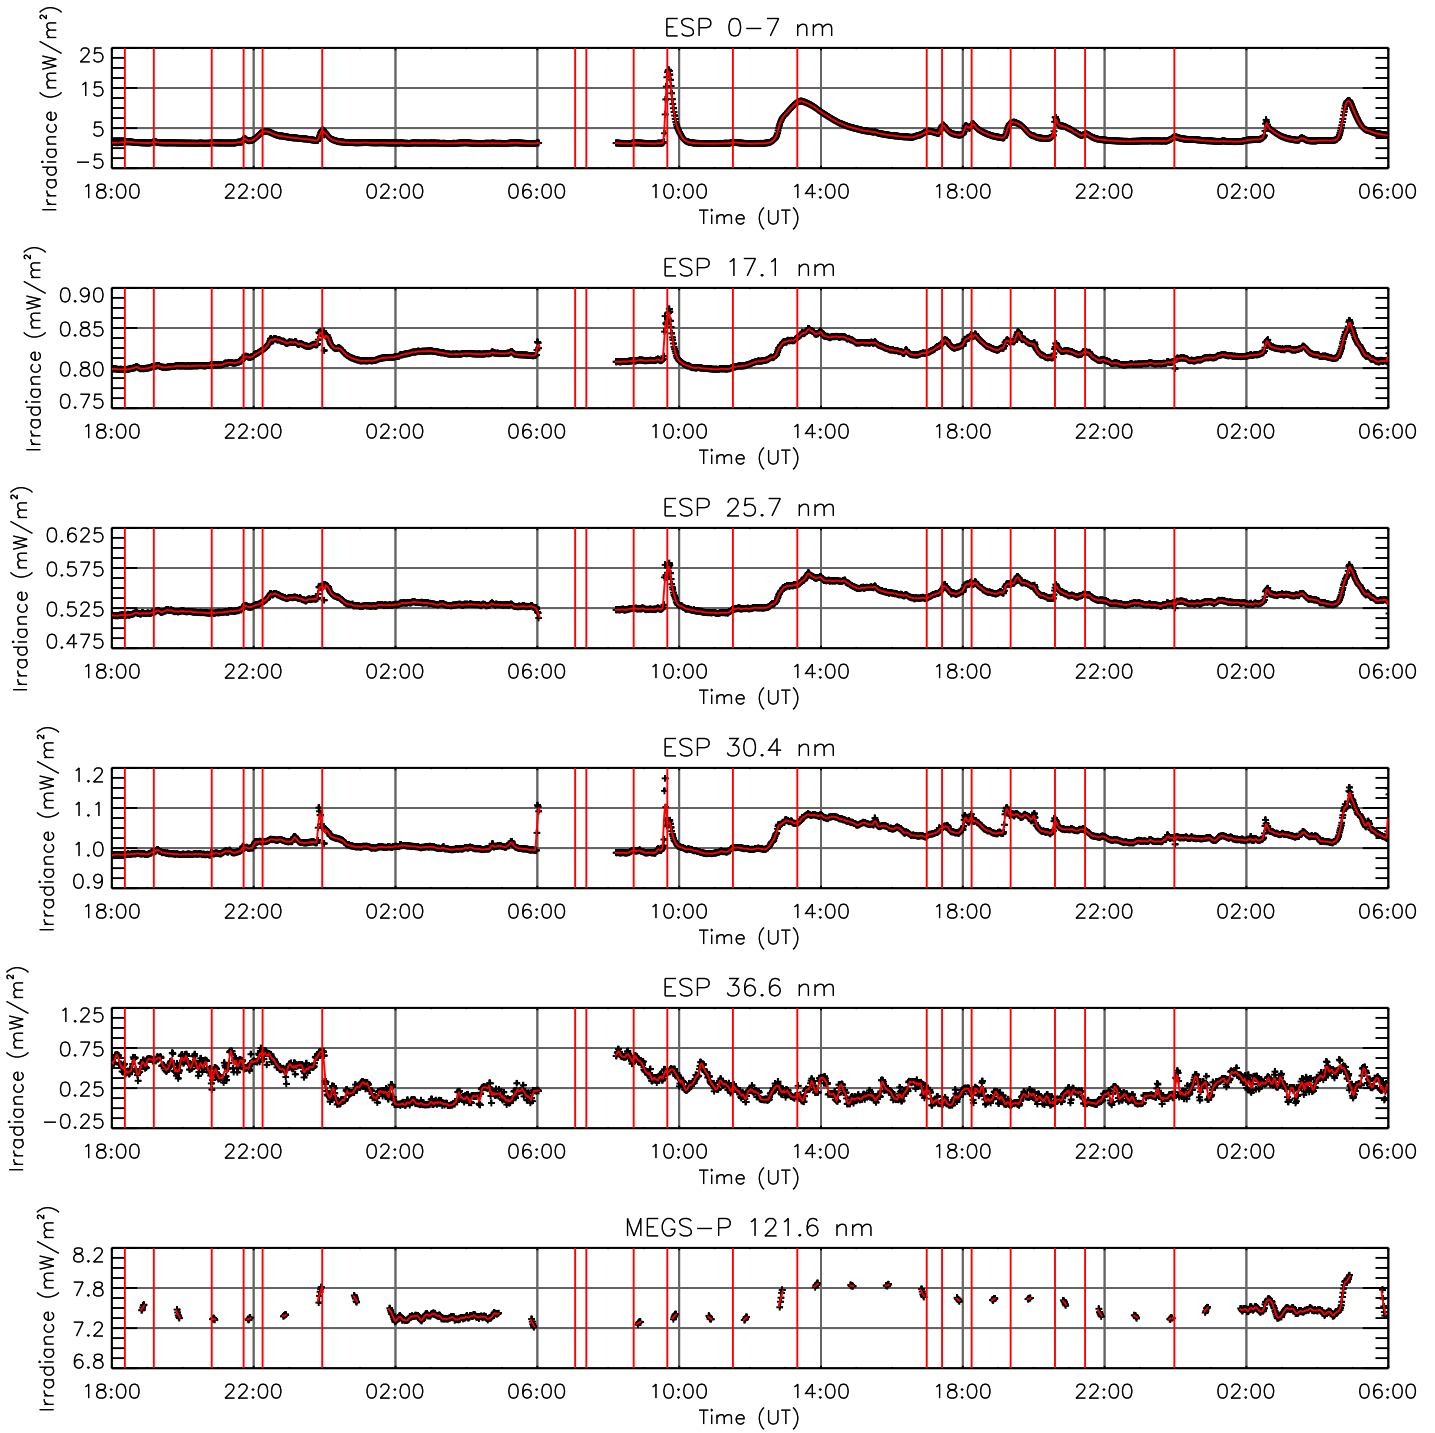 ESP 0-7 nm
Irradiance (mW/m²)
25
15
5
-5
18:00 22:00 02:00 06:00 10:00 14:00 18:00 22:00 02:00 06:00
Time (UT)
ESP 17.1 nm
Irradiance (mW/m²)
0.90
0.85
0.80
0.75
18:00 22:00 02:00 06:00 10:00 14:00 18:00 22:00 02:00 06:00
Time (UT)
ESP 25.7 nm
Irradiance (mW/m²)
0.625
0.575
0.525
0.475
18:00 22:00 02:00 06:00 10:00 14:00 18:00 22:00 02:00 06:00
Time (UT)
ESP 30.4 nm
Irradiance (mW/m²)
1.2
1.1
1.0
0.9
18:00 22:00 02:00 06:00 10:00 14:00 18:00 22:00 02:00 06:00
Time (UT)
ESP 36.6 nm
Irradiance (mW/m²)
1.25
0.75
0.25
-0.25
18:00 22:00 02:00 06:00 10:00 14:00 18:00 22:00 02:00 06:00
Time (UT)
MEGS-P 121.6 nm
Irradiance (mW/m²)
8.2
7.8
7.2
6.8
18:00 22:00 02:00 06:00 10:00 14:00 18:00 22:00 02:00 06:00
Time (UT)